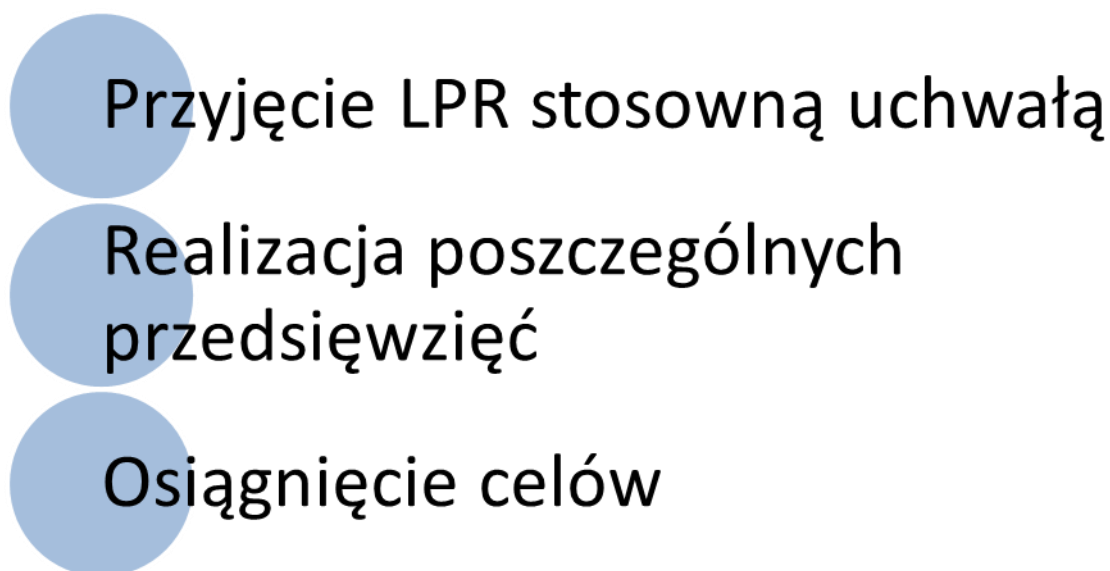 Przyjęcie LPR stosowną uchwałą
Realizacja poszczególnych
przedsięwzięć
Osiągnięcie celów